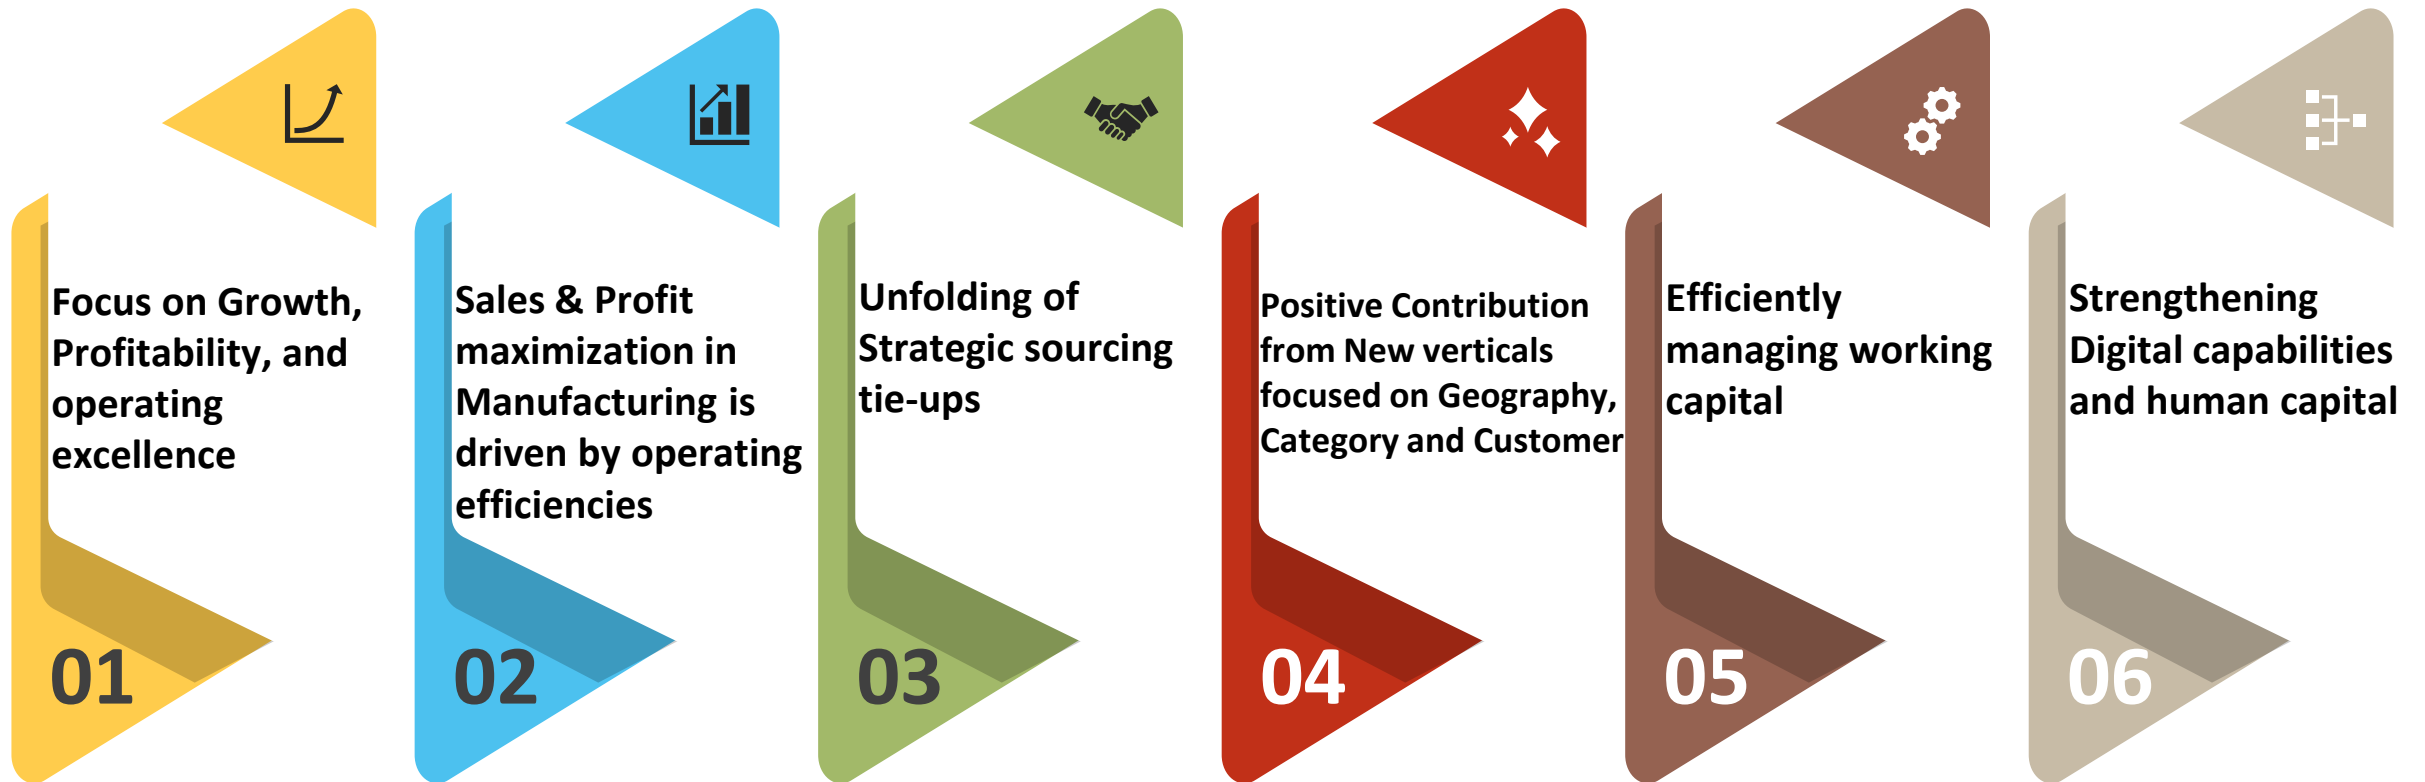 Focus on Growth,
Profitability, and
operating
excellence
01
Sales & Profit
maximization in
Manufacturing is
driven by operating
efficiencies
02
Unfolding of
Strategic sourcing
tie-ups
03
Positive Contribution
from New verticals
focused on Geography,
Category and Customer
04
Efficiently
managing working
capital
05
Strengthening
Digital capabilities
and human capital
06